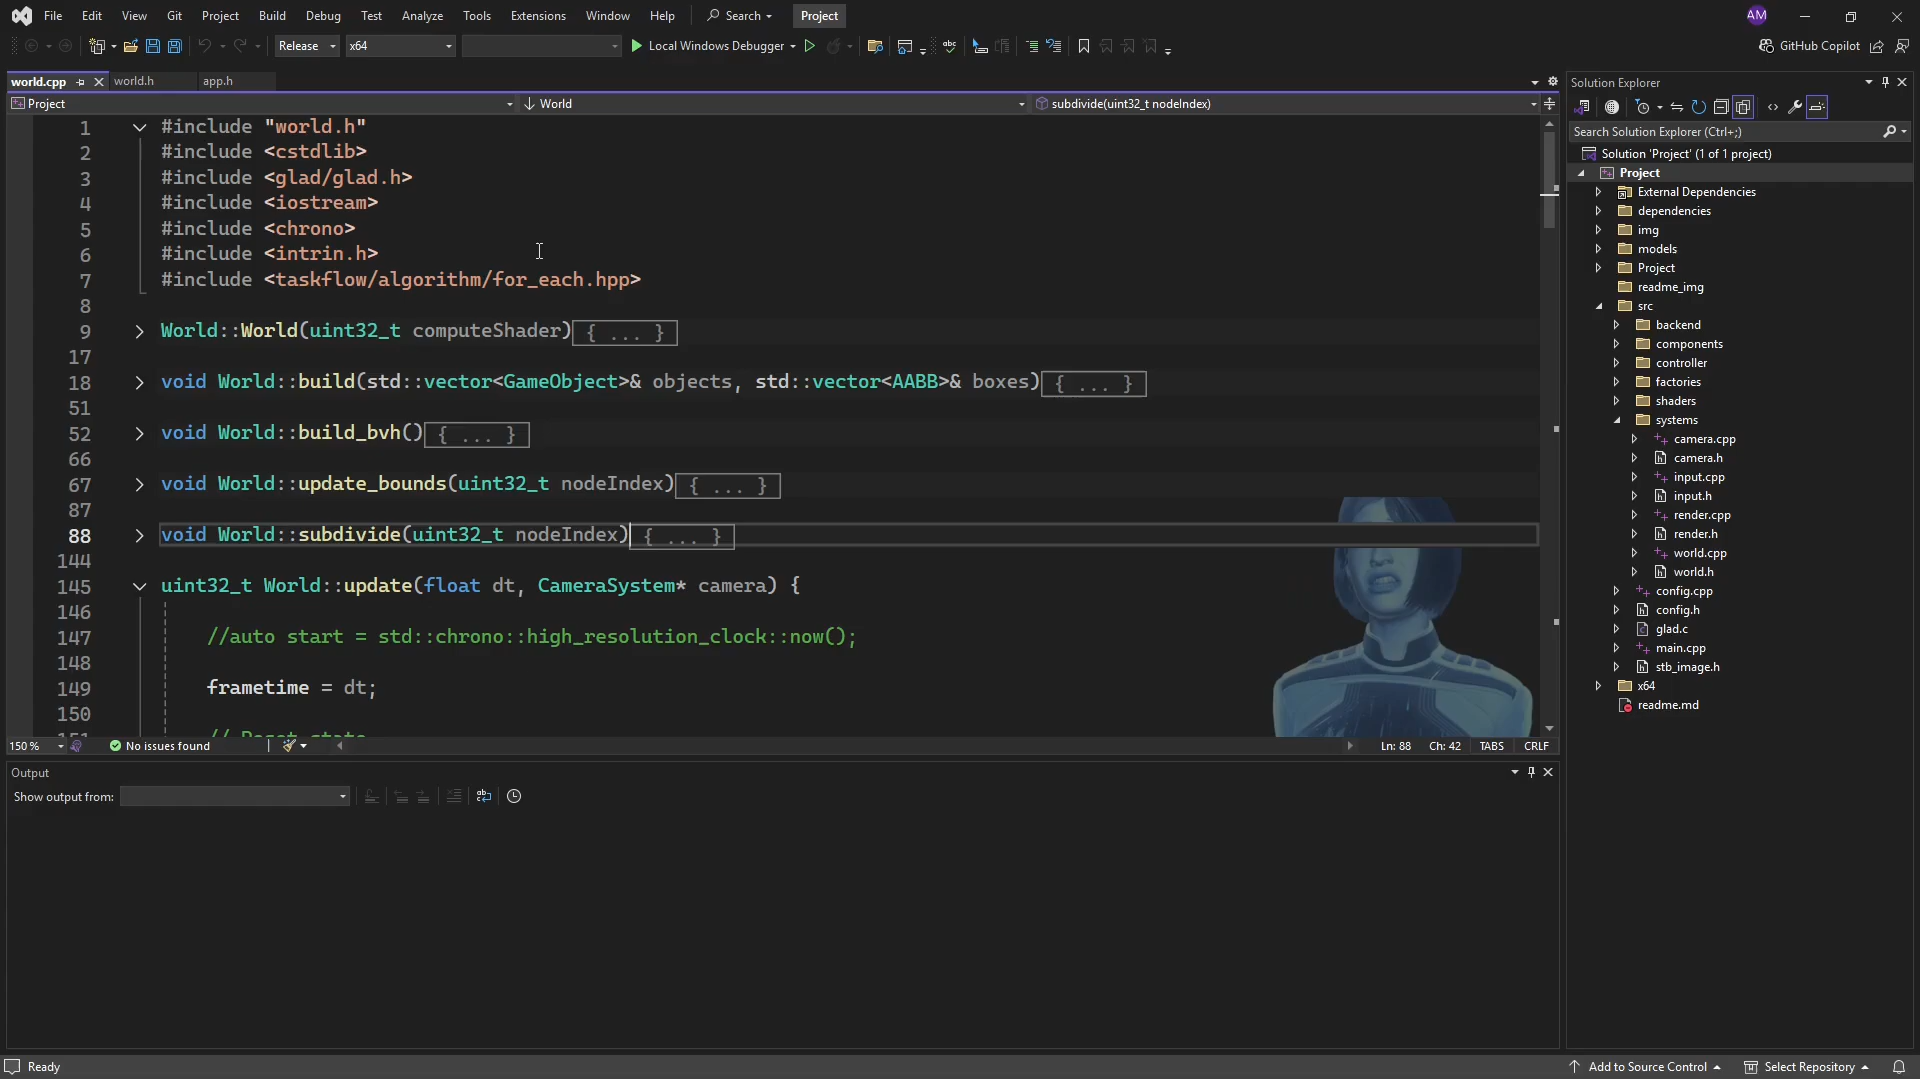 File Edit View Git Project Build Debug Test Analyze Tools Extensions Window Help Search Project AM
Release x64 Local Windows Debugger GitHub Copilot
world.cpp world.h app.h
Project World subdivide(uint32_t nodeIndex)
1 #include "world.h"
2 #include <cstdlib>
3 #include <glad/glad.h>
4 #include <iostream>
5 #include <chrono>
6 #include <intrin.h>
7 #include <taskflow/algorithm/for_each.hpp>
8
9 World::World(uint32_t computeShader){ ... }
17
18 void World::build(std::vector<GameObject>& objects, std::vector<AABB>& boxes){ ... }
51
52 void World::build_bvh(){ ... }
66
67 void World::update_bounds(uint32_t nodeIndex){ ... }
87
88 void World::subdivide(uint32_t nodeIndex){ ... }
144
145 uint32_t World::update(float dt, CameraSystem* camera) {
146
147 //auto start = std::chrono::high_resolution_clock::now();
148
149 frametime = dt;
150
151 // Reset state
150 % No issues found Ln: 88 Ch: 42 TABS CRLF
Output
Show output from:
Solution Explorer
Search Solution Explorer (Ctrl+;)
Solution 'Project' (1 of 1 project)
Project
External Dependencies
dependencies
img
models
Project
readme_img
src
backend
components
controller
factories
shaders
systems
camera.cpp
camera.h
input.cpp
input.h
render.cpp
render.h
world.cpp
world.h
config.cpp
config.h
glad.c
main.cpp
stb_image.h
x64
readme.md
Ready Add to Source Control Select Repository